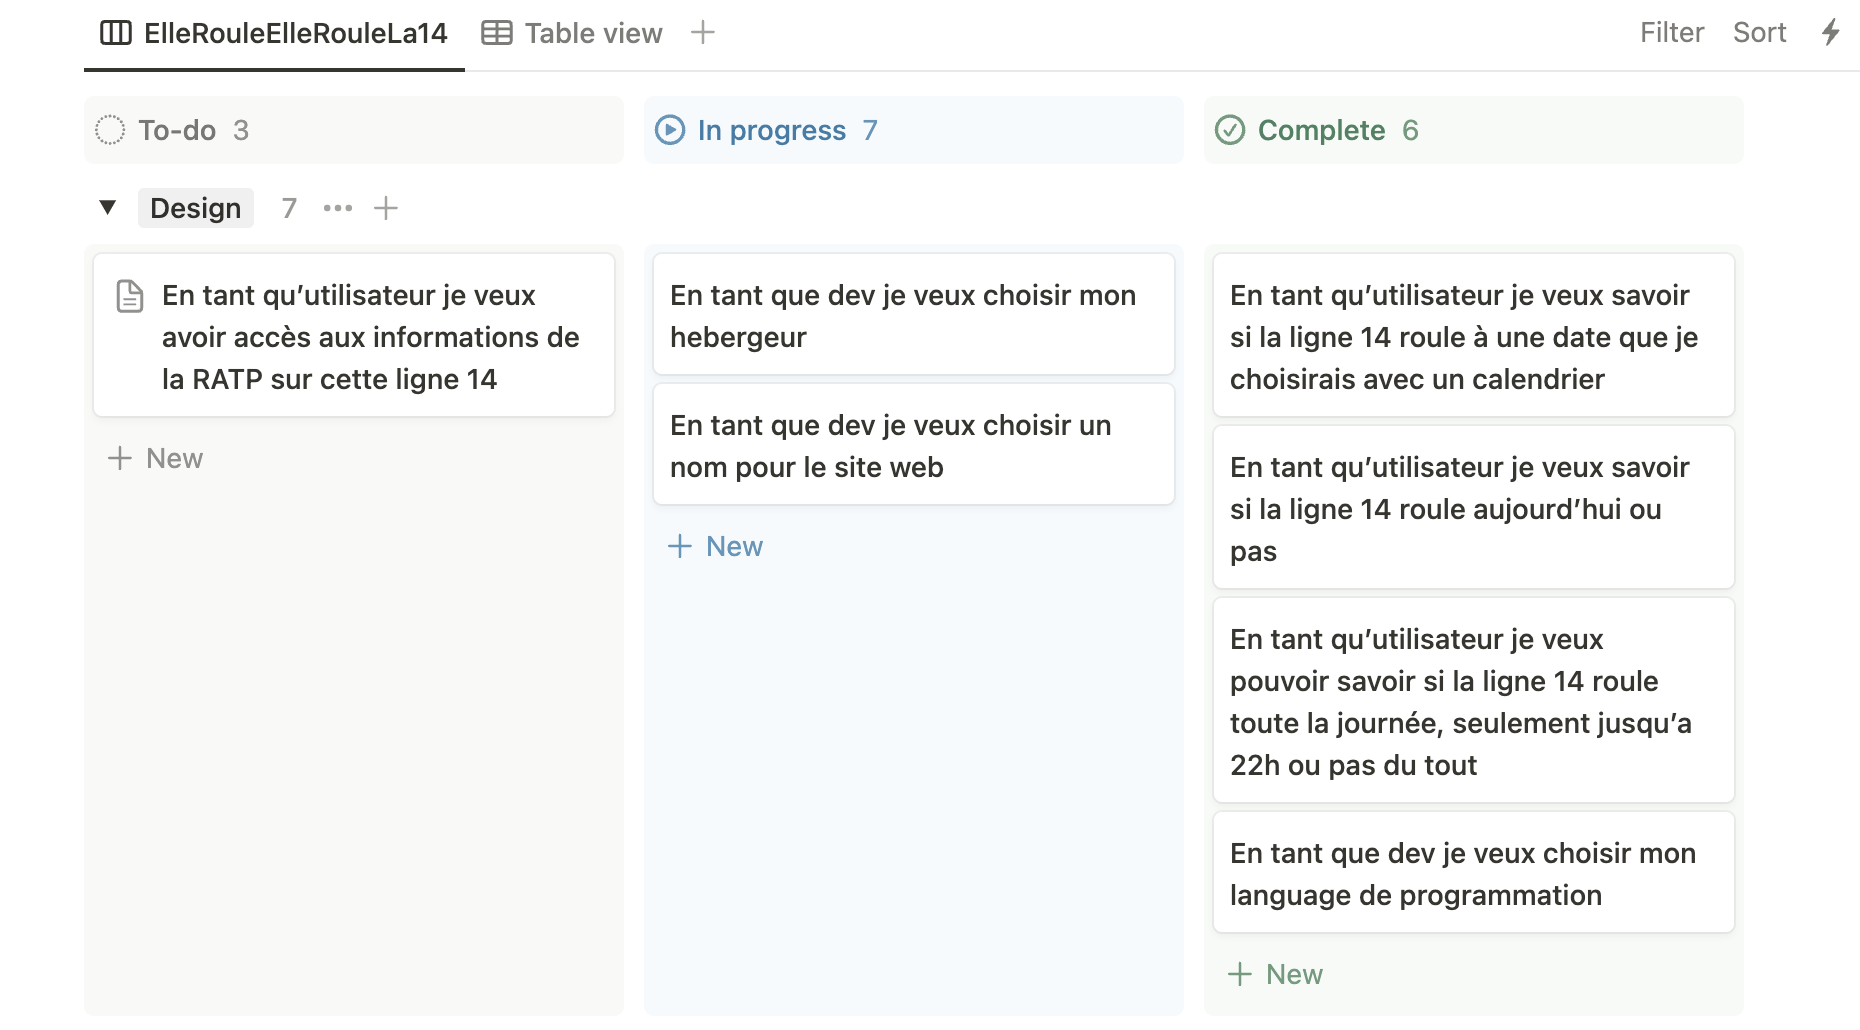 ElleRouleElleRouleLa14
Table view
Filter
Sort
To-do 3
In progress 7
Complete 6
Design 7
En tant qu’utilisateur je veux
avoir accès aux informations de
la RATP sur cette ligne 14
New
En tant que dev je veux choisir mon
hebergeur
En tant que dev je veux choisir un
nom pour le site web
New
En tant qu’utilisateur je veux savoir
si la ligne 14 roule à une date que je
choisirais avec un calendrier
En tant qu’utilisateur je veux savoir
si la ligne 14 roule aujourd’hui ou
pas
En tant qu’utilisateur je veux
pouvoir savoir si la ligne 14 roule
toute la journée, seulement jusqu’a
22h ou pas du tout
En tant que dev je veux choisir mon
language de programmation
New